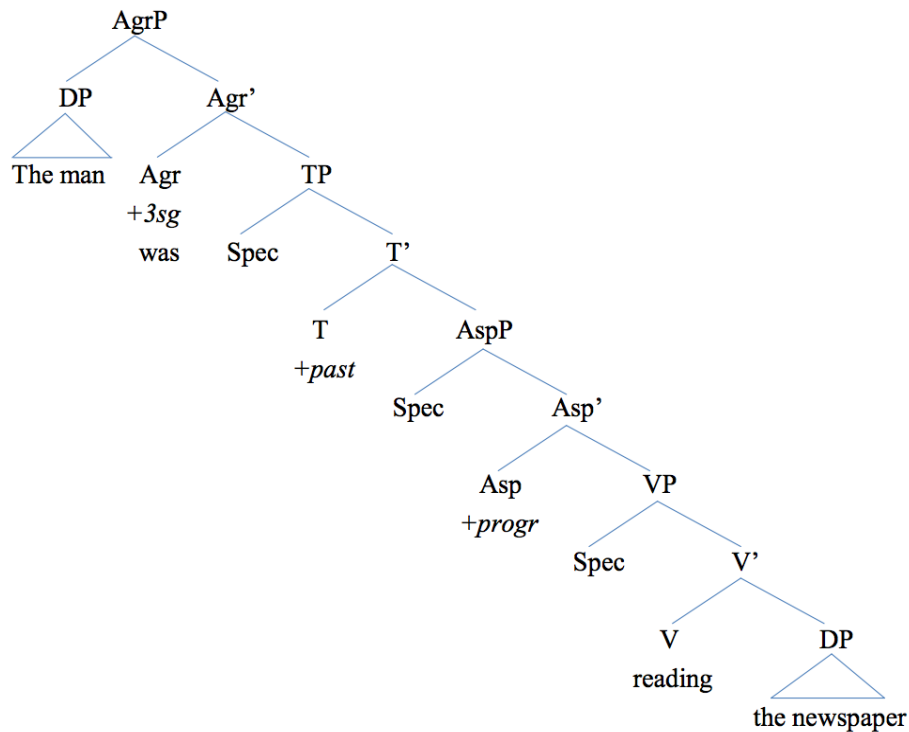 AgrP
DP Agr’
The man Agr TP
+3sg
was Spec T’
T AspP
+past
Spec Asp’
Asp VP
+progr
Spec V’
V DP
reading
the newspaper